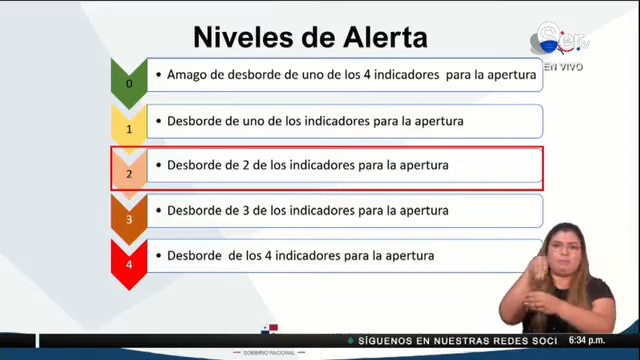 Niveles de Alerta
Ser tv
EN VIVO
0
• Amago de desborde de uno de los 4 indicadores para la apertura
1
• Desborde de uno de los indicadores para la apertura
2
• Desborde de 2 de los indicadores para la apertura
3
• Desborde de 3 de los indicadores para la apertura
4
• Desborde de los 4 indicadores para la apertura
SÍGUENOS EN NUESTRAS REDES SOCI
6:34 p.m.
GOBIERNO NACIONAL